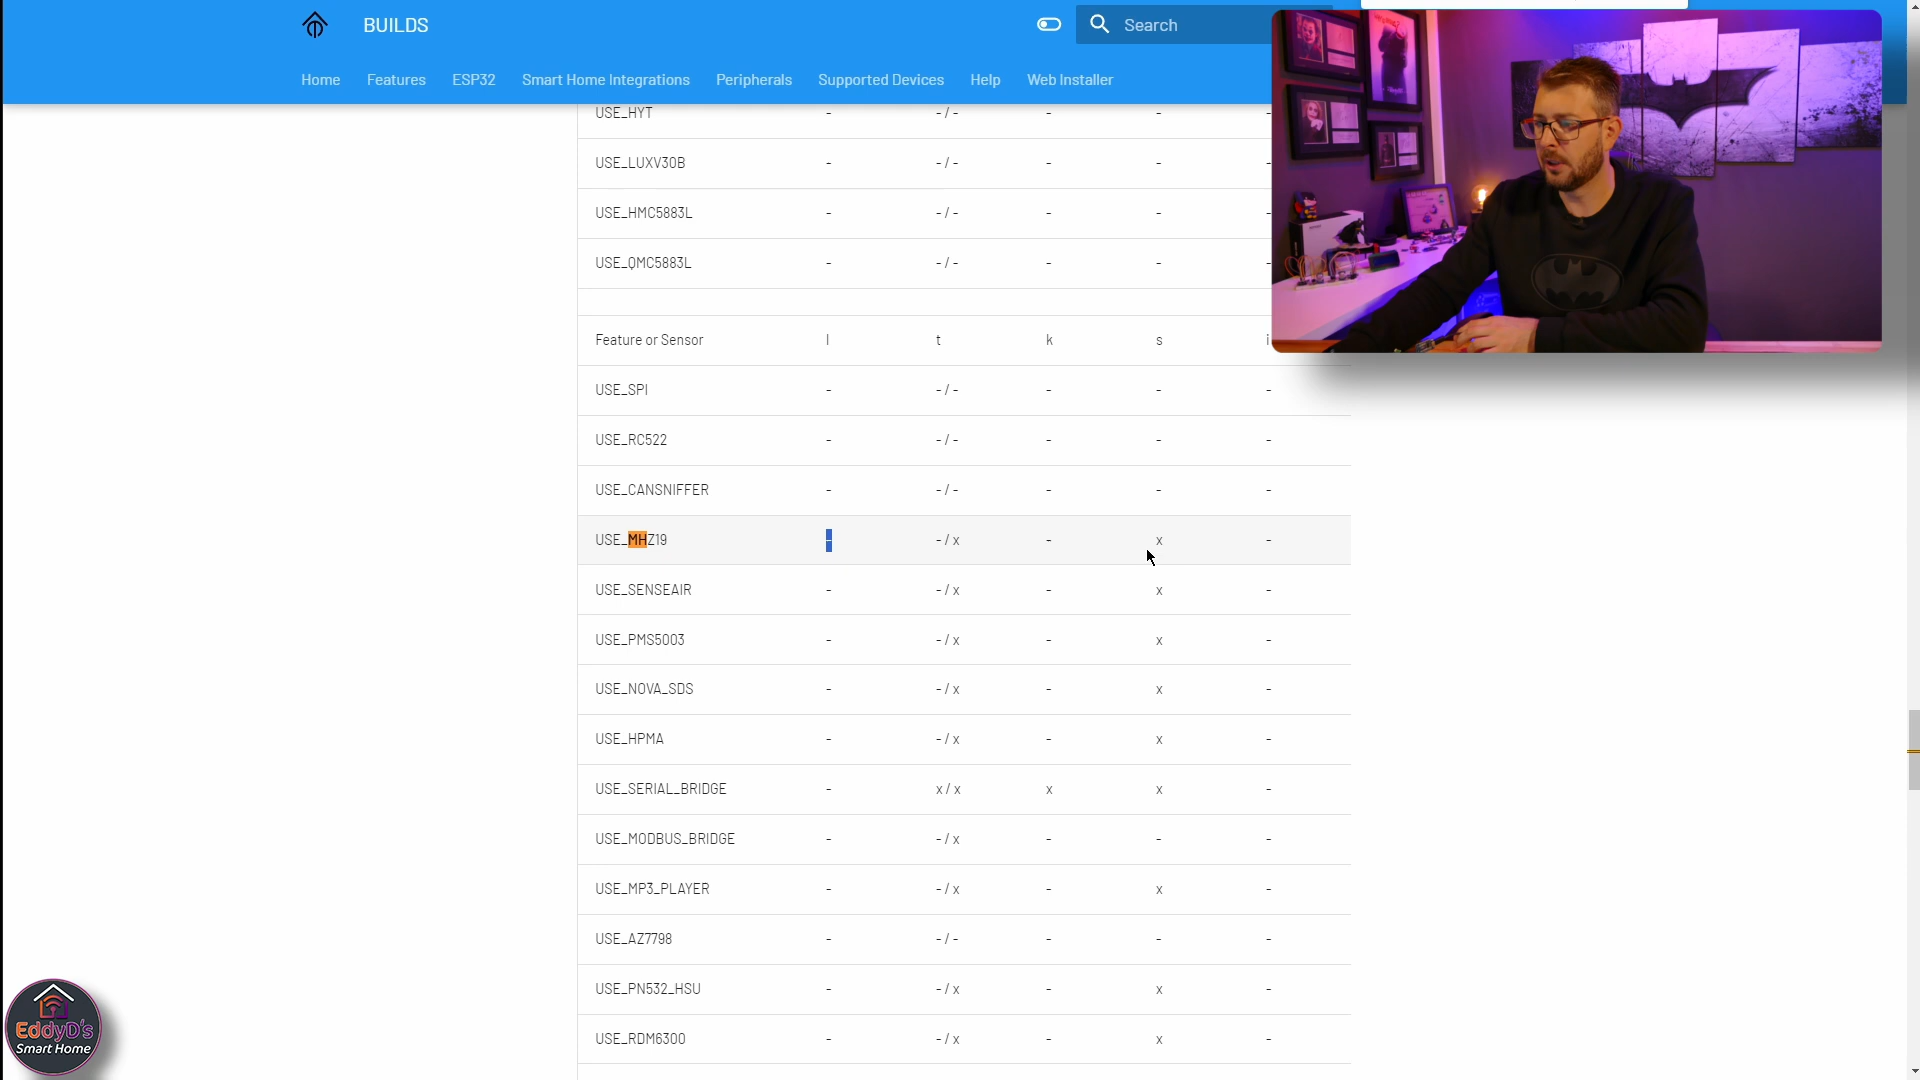 BUILDS
Search
Home Features ESP32 Smart Home Integrations Peripherals Supported Devices Help Web Installer
USE_HYT - - / - - - -
USE_LUXV30B - - / - - - -
USE_HMC5883L - - / - - - -
USE_QMC5883L - - / - - - -
Feature or Sensor l t k s i
USE_SPI - - / - - - -
USE_RC522 - - / - - - -
USE_CANSNIFFER - - / - - - -
USE_MHZ19 - - / x - x -
USE_SENSEAIR - - / x - x -
USE_PMS5003 - - / x - x -
USE_NOVA_SDS - - / x - x -
USE_HPMA - - / x - x -
USE_SERIAL_BRIDGE - x / x x x -
USE_MODBUS_BRIDGE - - / x - - -
USE_MP3_PLAYER - - / x - x -
USE_AZ7798 - - / - - - -
USE_PN532_HSU - - / x - x -
USE_RDM6300 - - / x - x -
EddyD's
Smart Home